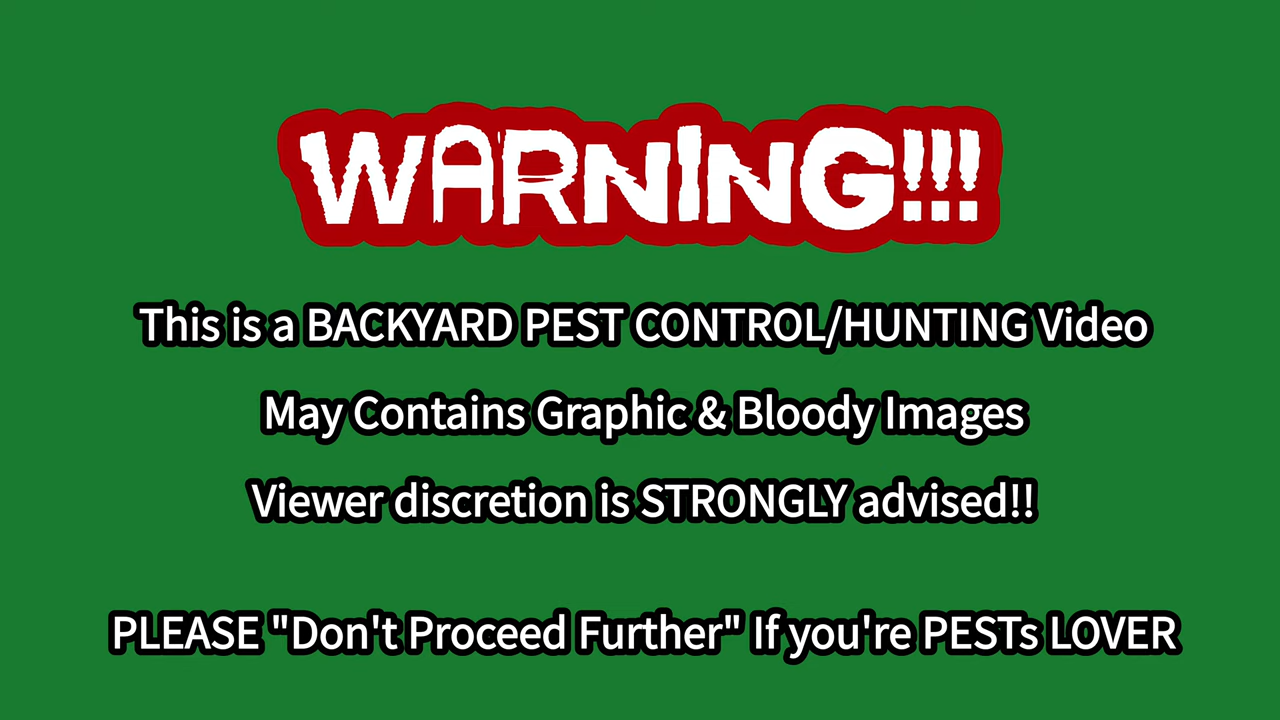 WARNING!!!
This is a BACKYARD PEST CONTROL/HUNTING Video
May Contains Graphic & Bloody Images
Viewer discretion is STRONGLY advised!!
PLEASE "Don't Proceed Further" If you're PESTs LOVER